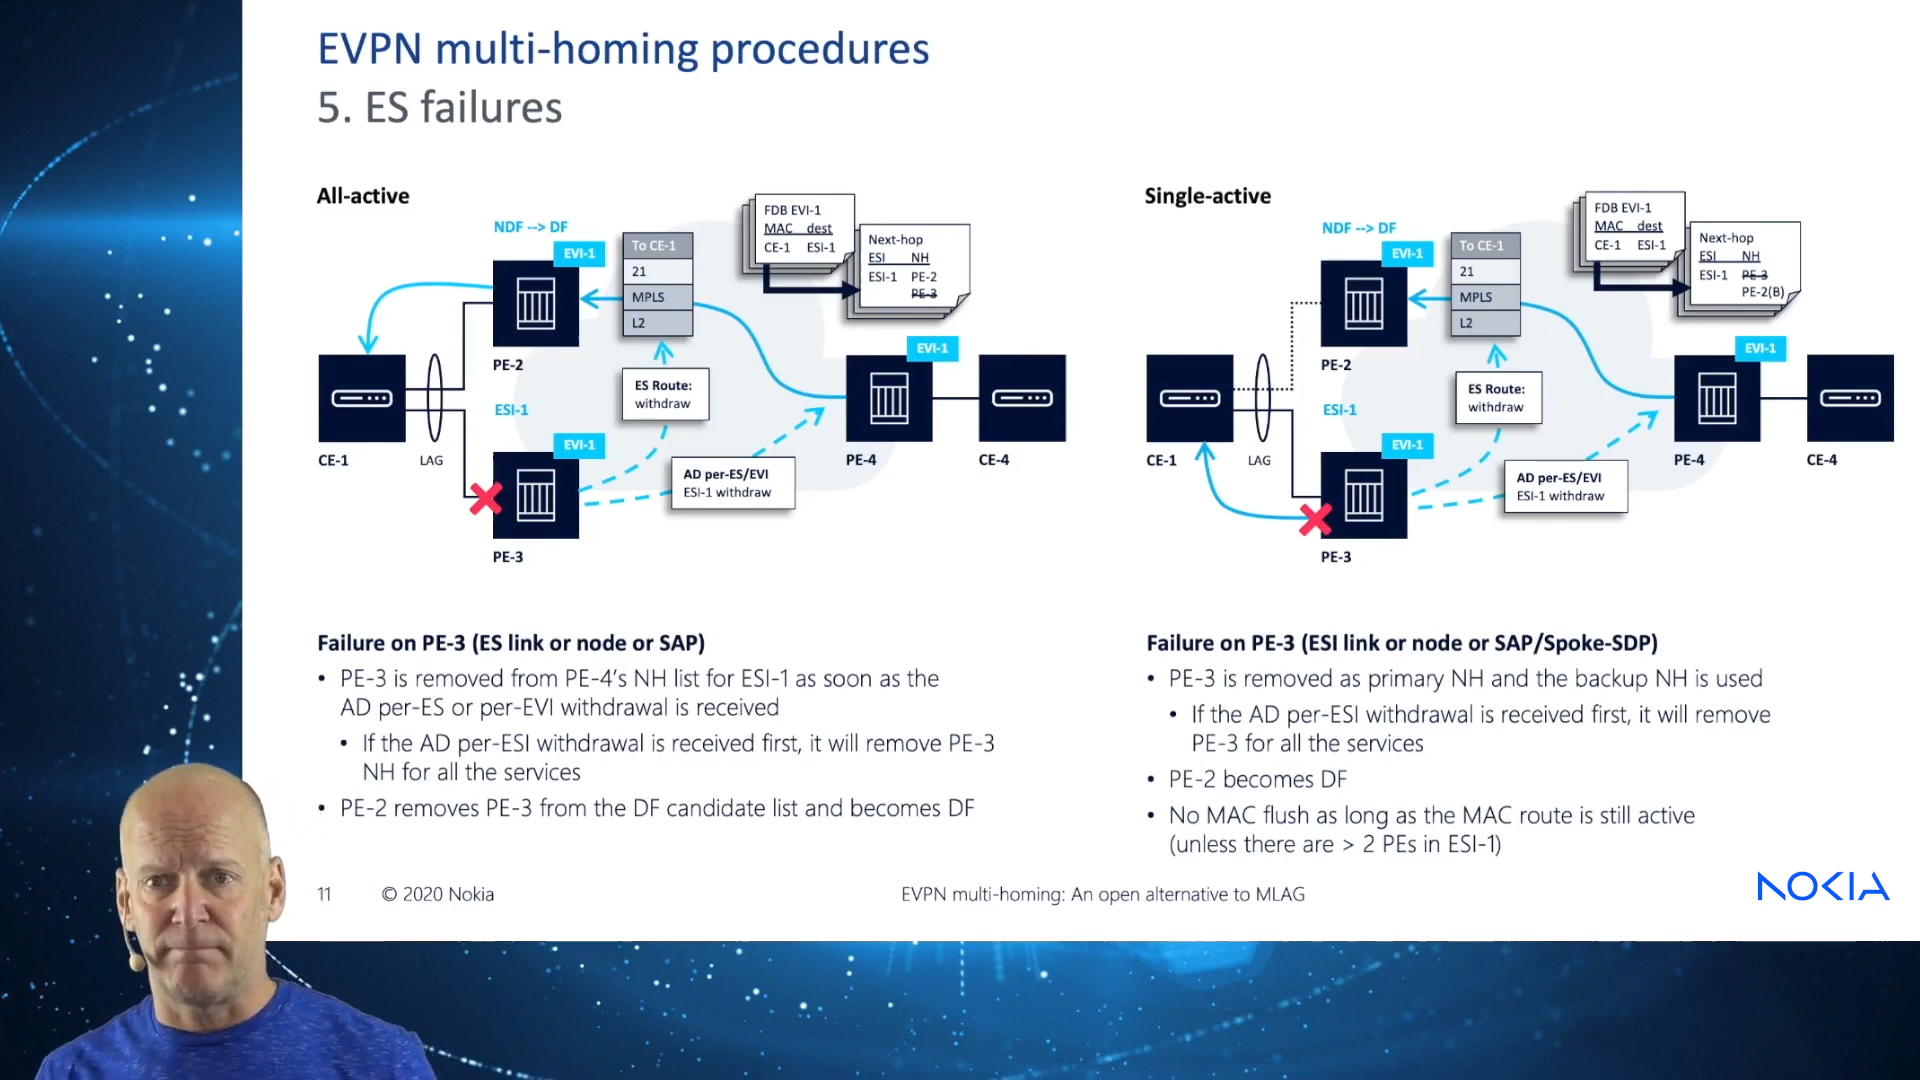 EVPN multi-homing procedures
5. ES failures
All-active
NDF --> DF
EVI-1
To CE-1
21
MPLS
L2
FDB EVI-1
MAC dest
CE-1 ESI-1
Next-hop
ESI NH
ESI-1 PE-2
PE-3
PE-2
EVI-1
ES Route:
withdraw
ESI-1
EVI-1
CE-1
LAG
PE-4
CE-4
AD per-ES/EVI
ESI-1 withdraw
PE-3
Single-active
NDF --> DF
EVI-1
To CE-1
21
MPLS
L2
FDB EVI-1
MAC dest
CE-1 ESI-1
Next-hop
ESI NH
ESI-1 PE-3
PE-2(B)
PE-2
EVI-1
ES Route:
withdraw
ESI-1
EVI-1
CE-1
LAG
PE-4
CE-4
AD per-ES/EVI
ESI-1 withdraw
PE-3
Failure on PE-3 (ES link or node or SAP)
• PE-3 is removed from PE-4’s NH list for ESI-1 as soon as the
AD per-ES or per-EVI withdrawal is received
• If the AD per-ESI withdrawal is received first, it will remove PE-3
NH for all the services
• PE-2 removes PE-3 from the DF candidate list and becomes DF
Failure on PE-3 (ESI link or node or SAP/Spoke-SDP)
• PE-3 is removed as primary NH and the backup NH is used
• If the AD per-ESI withdrawal is received first, it will remove
PE-3 for all the services
• PE-2 becomes DF
• No MAC flush as long as the MAC route is still active
(unless there are > 2 PEs in ESI-1)
11 © 2020 Nokia
EVPN multi-homing: An open alternative to MLAG
NOKIA